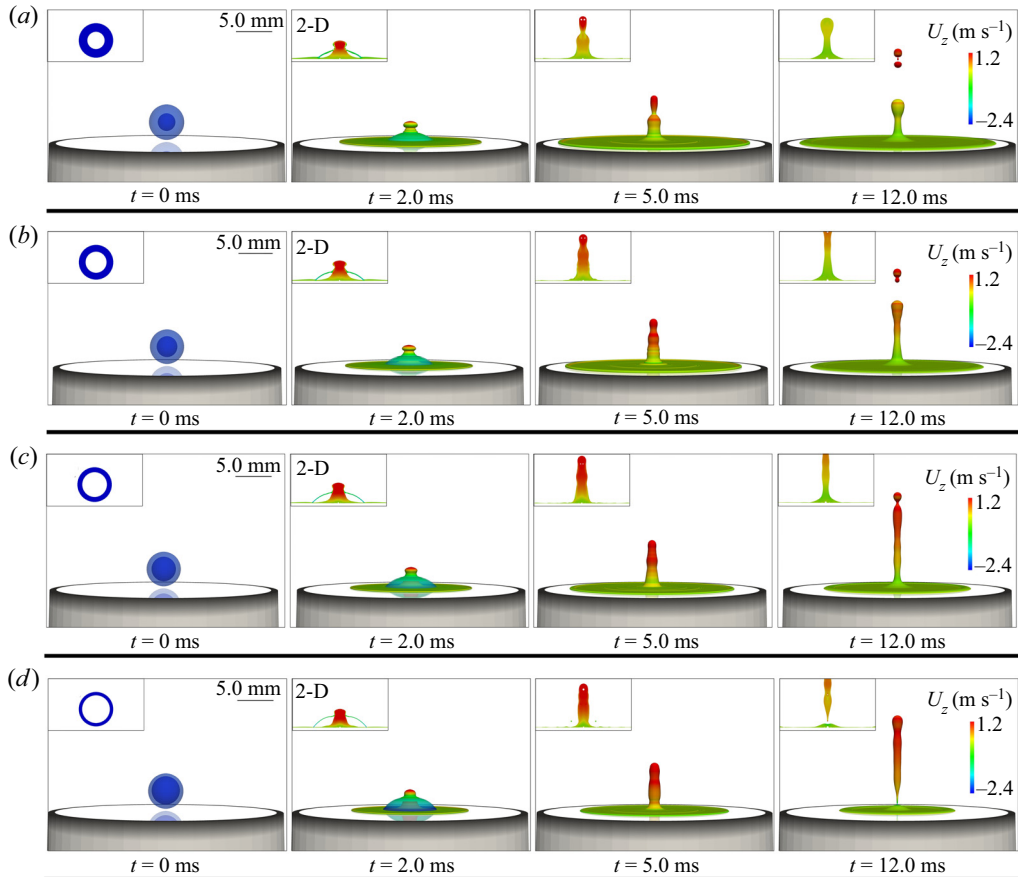 (a) 5.0 mm 2-D U_z (m s⁻¹)
1.2
–2.4
t = 0 ms t = 2.0 ms t = 5.0 ms t = 12.0 ms
(b) 5.0 mm 2-D U_z (m s⁻¹)
1.2
–2.4
t = 0 ms t = 2.0 ms t = 5.0 ms t = 12.0 ms
(c) 5.0 mm 2-D U_z (m s⁻¹)
1.2
–2.4
t = 0 ms t = 2.0 ms t = 5.0 ms t = 12.0 ms
(d) 5.0 mm 2-D U_z (m s⁻¹)
1.2
–2.4
t = 0 ms t = 2.0 ms t = 5.0 ms t = 12.0 ms